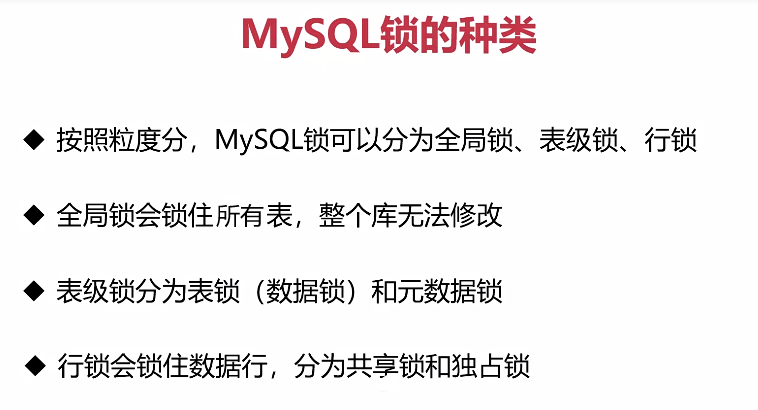 MySQL锁的种类
◆ 按照粒度分，MySQL锁可以分为全局锁、表级锁、行锁
◆ 全局锁会锁住所有表，整个库无法修改
◆ 表级锁分为表锁（数据锁）和元数据锁
◆ 行锁会锁住数据行，分为共享锁和独占锁